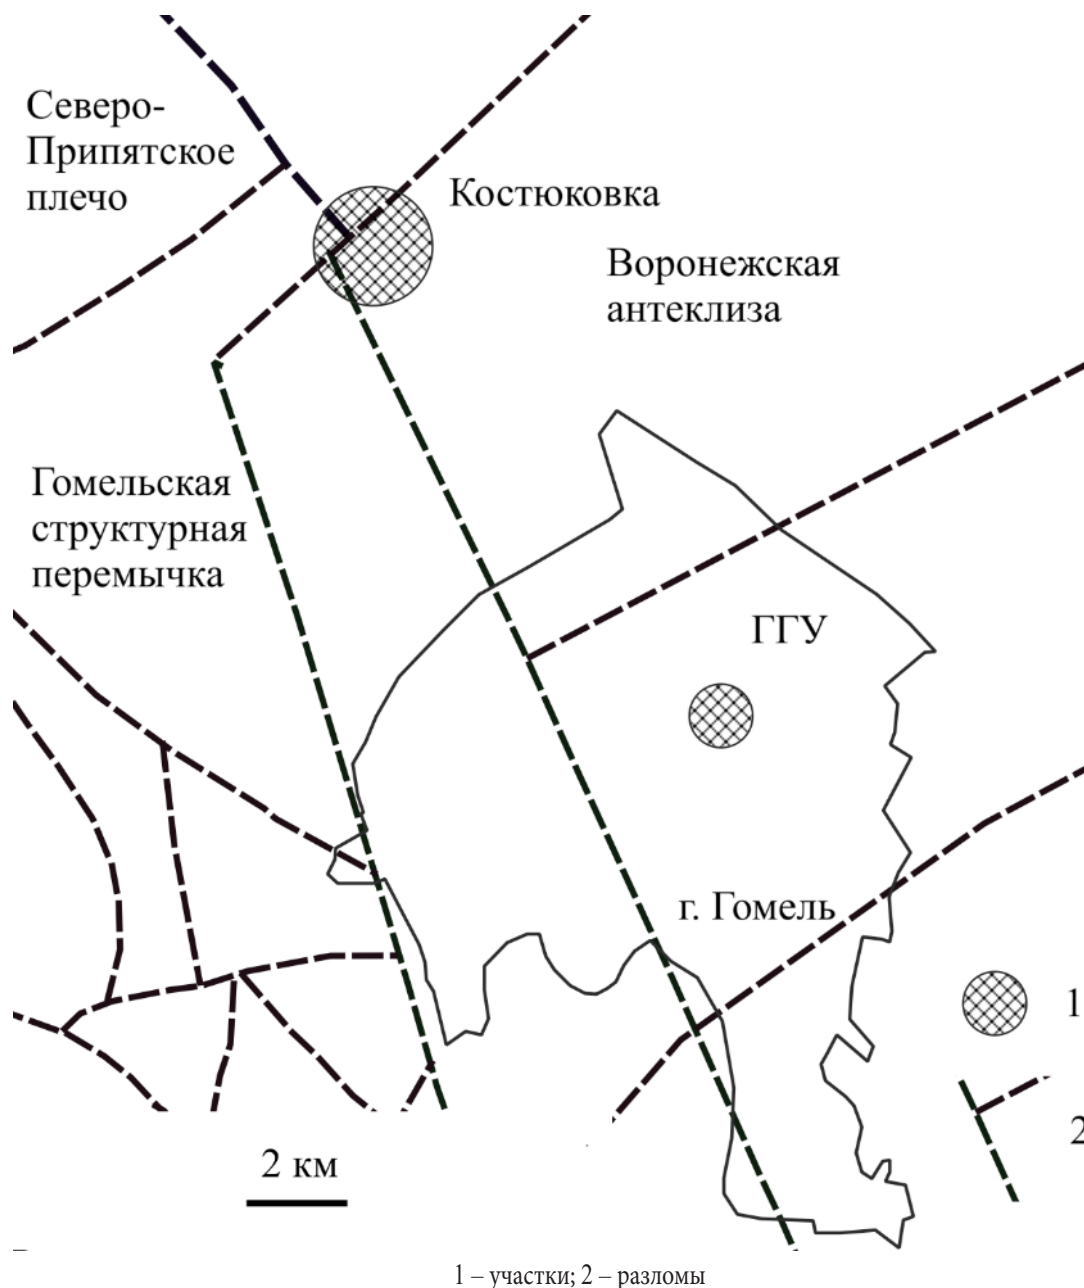 Северо-
Припятское
плечо
Костюковка
Воронежская
антеклиза
Гомельская
структурная
перемычка
ГГУ
г. Гомель
1
2
2 км
1 – участки; 2 – разломы